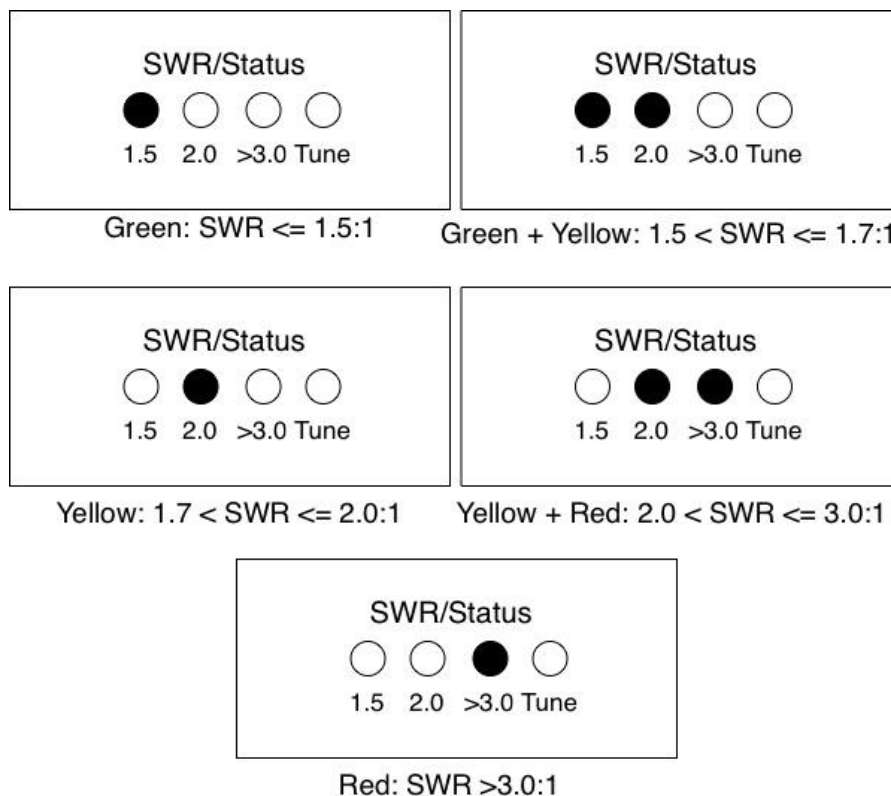 SWR/Status
1.5 2.0 >3.0 Tune
Green: SWR <= 1.5:1
SWR/Status
1.5 2.0 >3.0 Tune
Green + Yellow: 1.5 < SWR <= 1.7:1
SWR/Status
1.5 2.0 >3.0 Tune
Yellow: 1.7 < SWR <= 2.0:1
SWR/Status
1.5 2.0 >3.0 Tune
Yellow + Red: 2.0 < SWR <= 3.0:1
SWR/Status
1.5 2.0 >3.0 Tune
Red: SWR >3.0:1